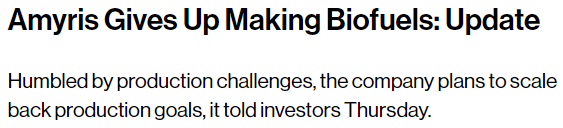 Amyris Gives Up Making Biofuels: Update
Humbled by production challenges, the company plans to scale
back production goals, it told investors Thursday.